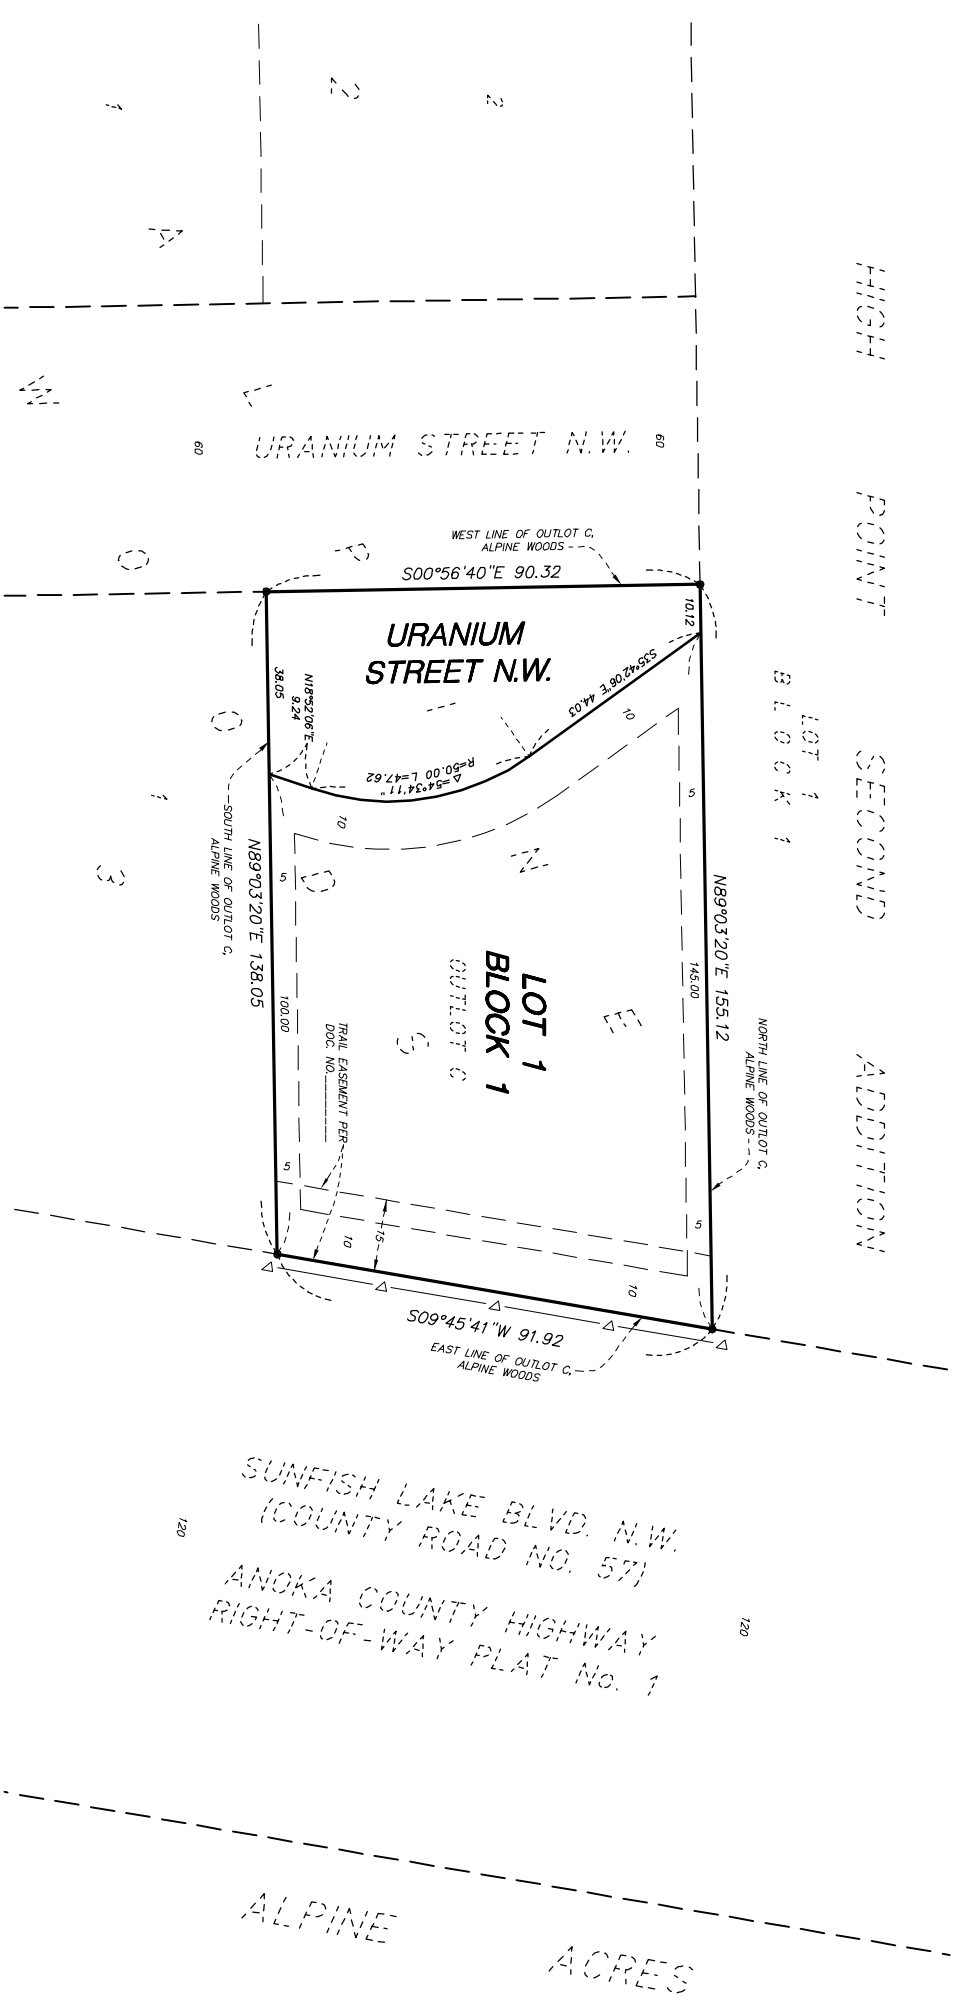 1
2
2
A
HIGH
POINT
SECOND
ADDITION
W
L
60
URANIUM STREET N.W.
60
O
P
WEST LINE OF OUTLOT C,
ALPINE WOODS
S00°56'40"E 90.32
URANIUM
STREET N.W.
10.12
S35°42'06"E 44.03
10
38.05
N18°52'06"E
9.24
I
Δ=54°34'11"
R=50.00 L=47.62
10
LOT 1
BLOCK 1
O
1
3
5
5
D
N
SOUTH LINE OF OUTLOT C,
ALPINE WOODS
N89°03'20"E 138.05
100.00
N89°03'20"E 155.12
145.00
LOT 1
BLOCK 1
OUTLOT C
E
S
NORTH LINE OF OUTLOT C,
ALPINE WOODS
TRAIL EASEMENT PER
DOC. NO.__________
5
5
10
15
10
S09°45'41"W 91.92
EAST LINE OF OUTLOT C,
ALPINE WOODS
SUNFISH LAKE BLVD. N.W.
(COUNTY ROAD NO. 57)
120
ANOKA COUNTY HIGHWAY
RIGHT-OF-WAY PLAT No. 1
120
ALPINE
ACRES